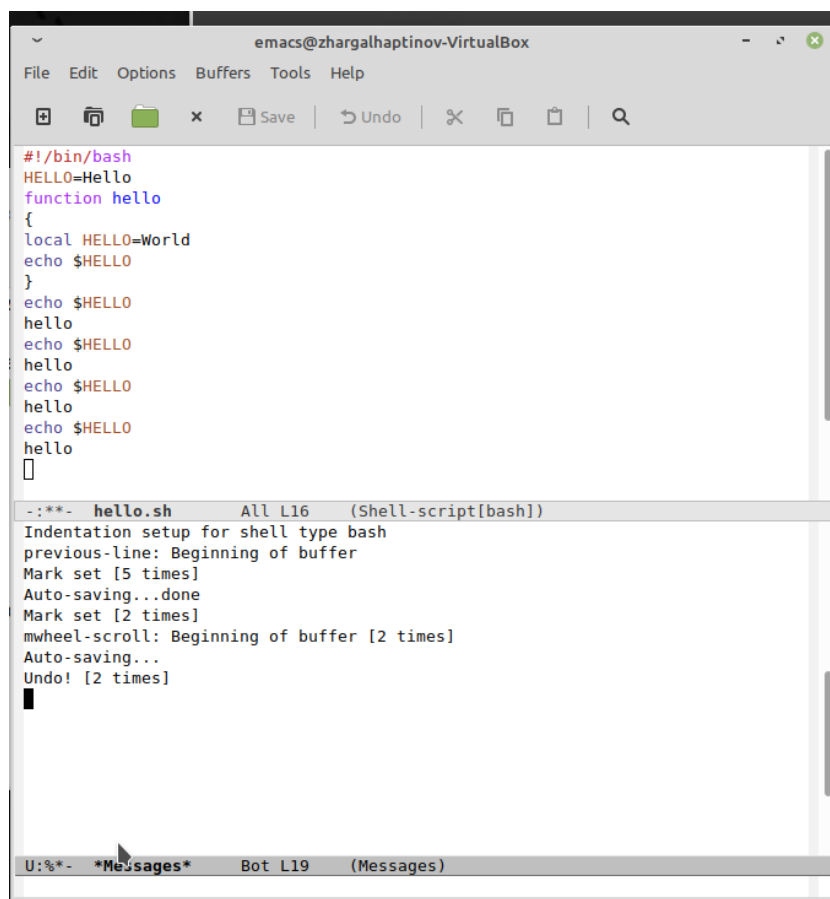 emacs@zhargalhaptinov-VirtualBox
File Edit Options Buffers Tools Help
Save Undo
#!/bin/bash
HELLO=Hello
function hello
{
local HELLO=World
echo $HELLO
}
echo $HELLO
hello
echo $HELLO
hello
echo $HELLO
hello
echo $HELLO
hello
-:**- hello.sh All L16 (Shell-script[bash])
Indentation setup for shell type bash
previous-line: Beginning of buffer
Mark set [5 times]
Auto-saving...done
Mark set [2 times]
mwheel-scroll: Beginning of buffer [2 times]
Auto-saving...
Undo! [2 times]
U:%*- *Messages* Bot L19 (Messages)